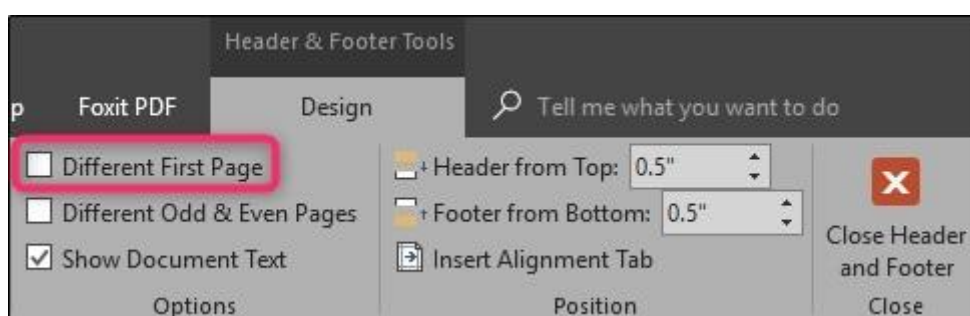 Header & Footer Tools
p Foxit PDF Design Tell me what you want to do
Different First Page Header from Top: 0.5"
Different Odd & Even Pages Footer from Bottom: 0.5"
Show Document Text Insert Alignment Tab
Close Header
and Footer
Options Position Close